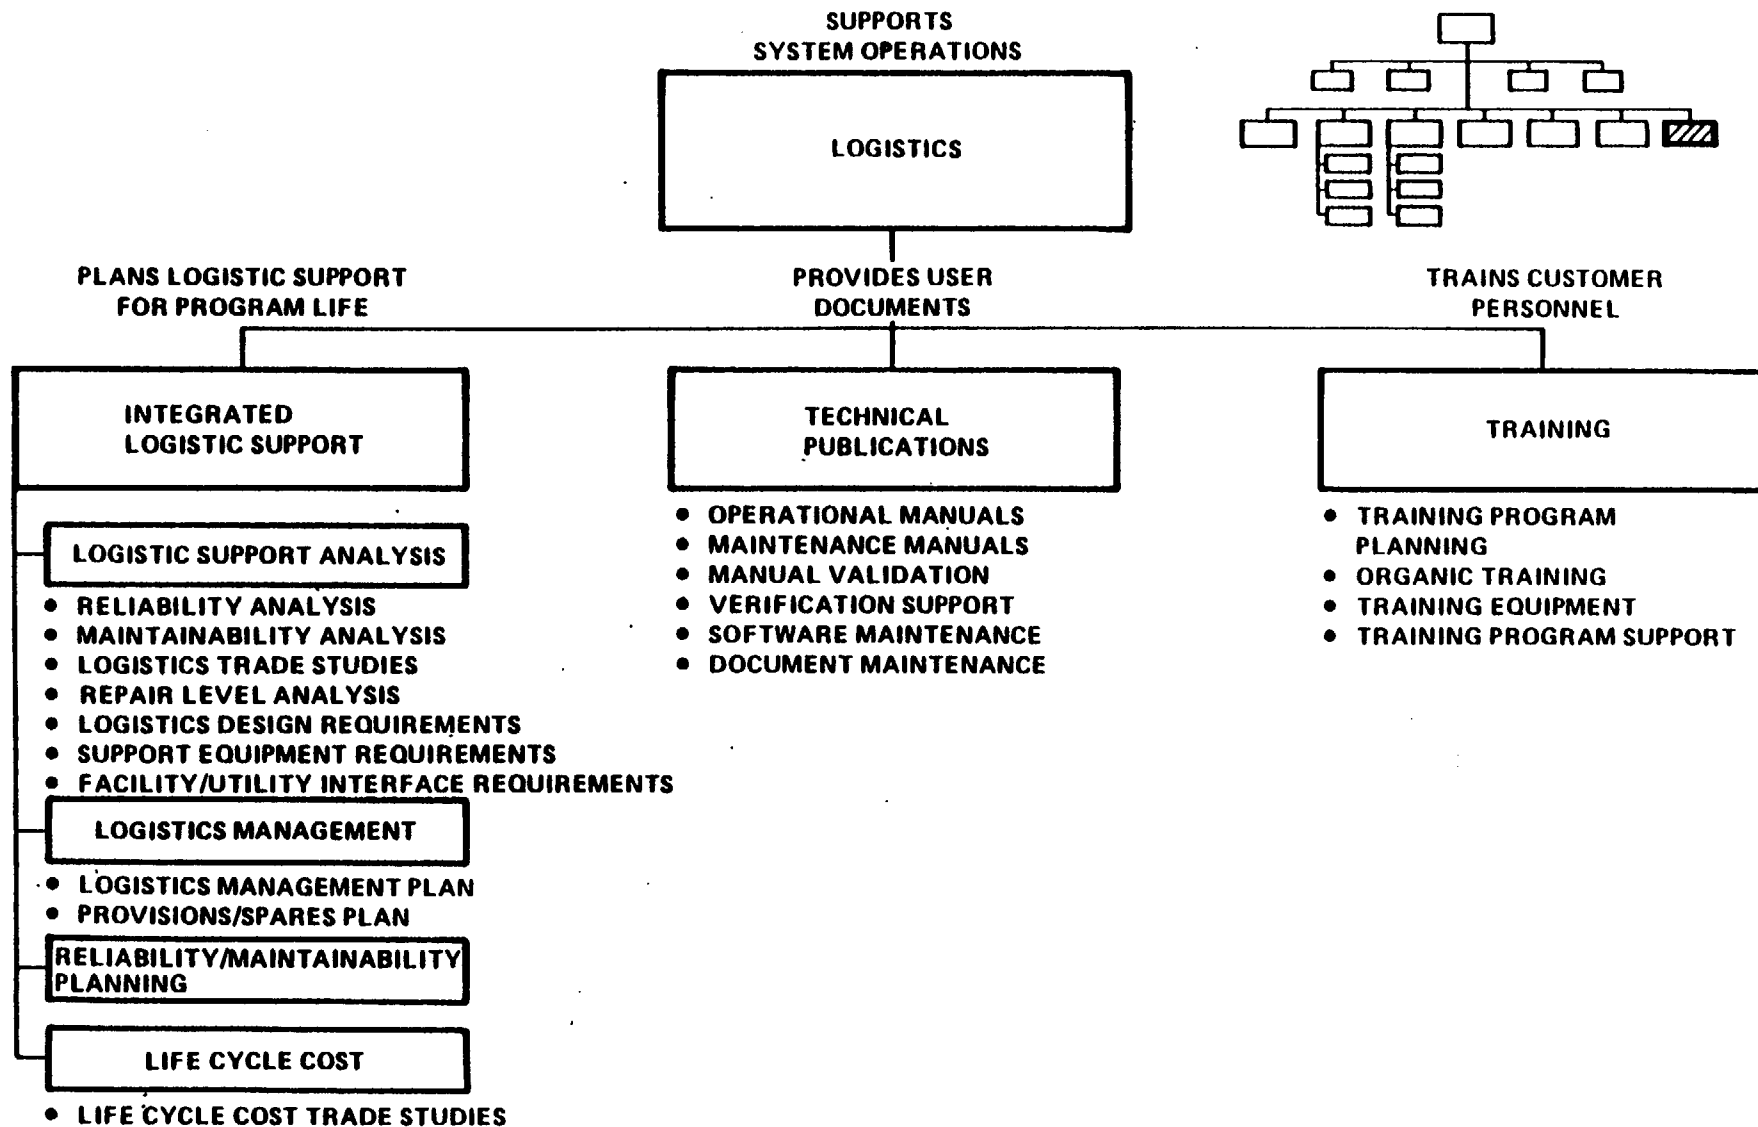 SUPPORTS
SYSTEM OPERATIONS
LOGISTICS
PLANS LOGISTIC SUPPORT
FOR PROGRAM LIFE
PROVIDES USER
DOCUMENTS
TRAINS CUSTOMER
PERSONNEL
INTEGRATED
LOGISTIC SUPPORT
LOGISTIC SUPPORT ANALYSIS
• RELIABILITY ANALYSIS
• MAINTAINABILITY ANALYSIS
• LOGISTICS TRADE STUDIES
• REPAIR LEVEL ANALYSIS
• LOGISTICS DESIGN REQUIREMENTS
• SUPPORT EQUIPMENT REQUIREMENTS
• FACILITY/UTILITY INTERFACE REQUIREMENTS
LOGISTICS MANAGEMENT
• LOGISTICS MANAGEMENT PLAN
• PROVISIONS/SPARES PLAN
RELIABILITY/MAINTAINABILITY
PLANNING
LIFE CYCLE COST
• LIFE CYCLE COST TRADE STUDIES
TECHNICAL
PUBLICATIONS
• OPERATIONAL MANUALS
• MAINTENANCE MANUALS
• MANUAL VALIDATION
• VERIFICATION SUPPORT
• SOFTWARE MAINTENANCE
• DOCUMENT MAINTENANCE
TRAINING
• TRAINING PROGRAM
PLANNING
• ORGANIC TRAINING
• TRAINING EQUIPMENT
• TRAINING PROGRAM SUPPORT